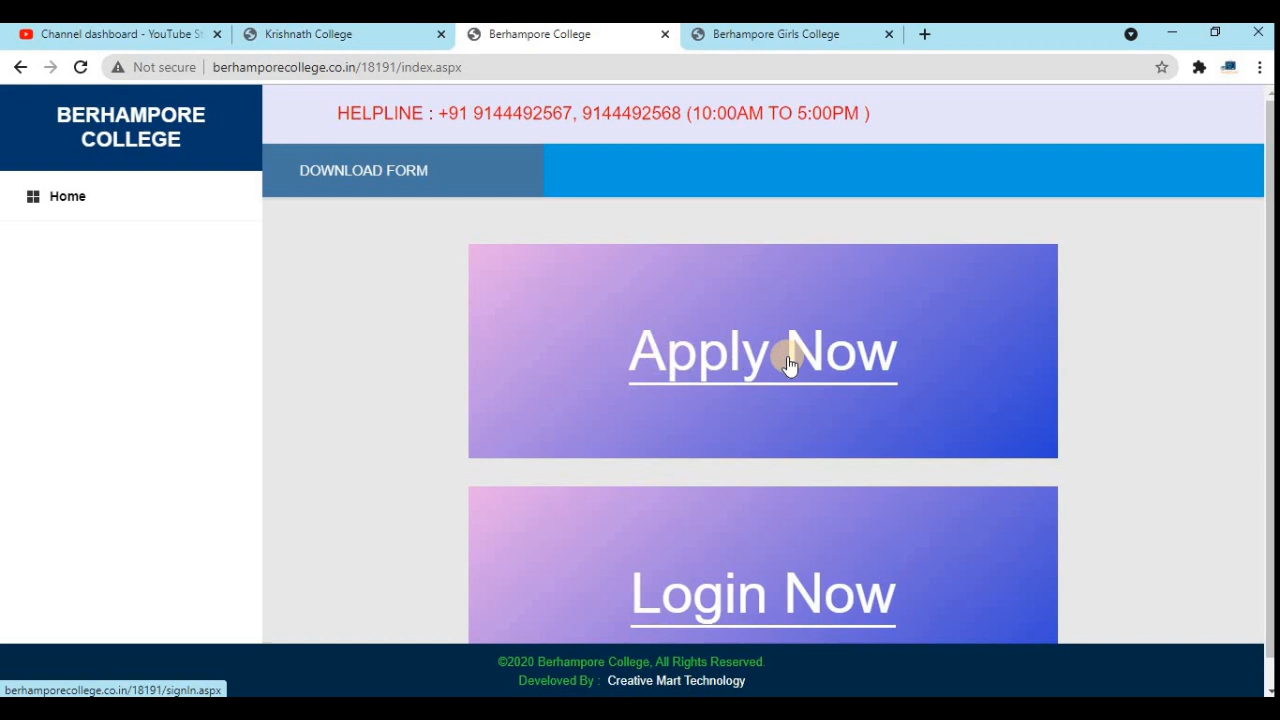 Channel dashboard - YouTube St
Krishnath College
Berhampore College
Berhampore Girls College
Not secure
berhamporecollege.co.in/18191/index.aspx
BERHAMPORE
COLLEGE
HELPLINE : +91 9144492567, 9144492568 (10:00AM TO 5:00PM )
DOWNLOAD FORM
Home
Apply Now
Login Now
©2020 Berhampore College, All Rights Reserved.
Develoved By : Creative Mart Technology
berhamporecollege.co.in/18191/signIn.aspx